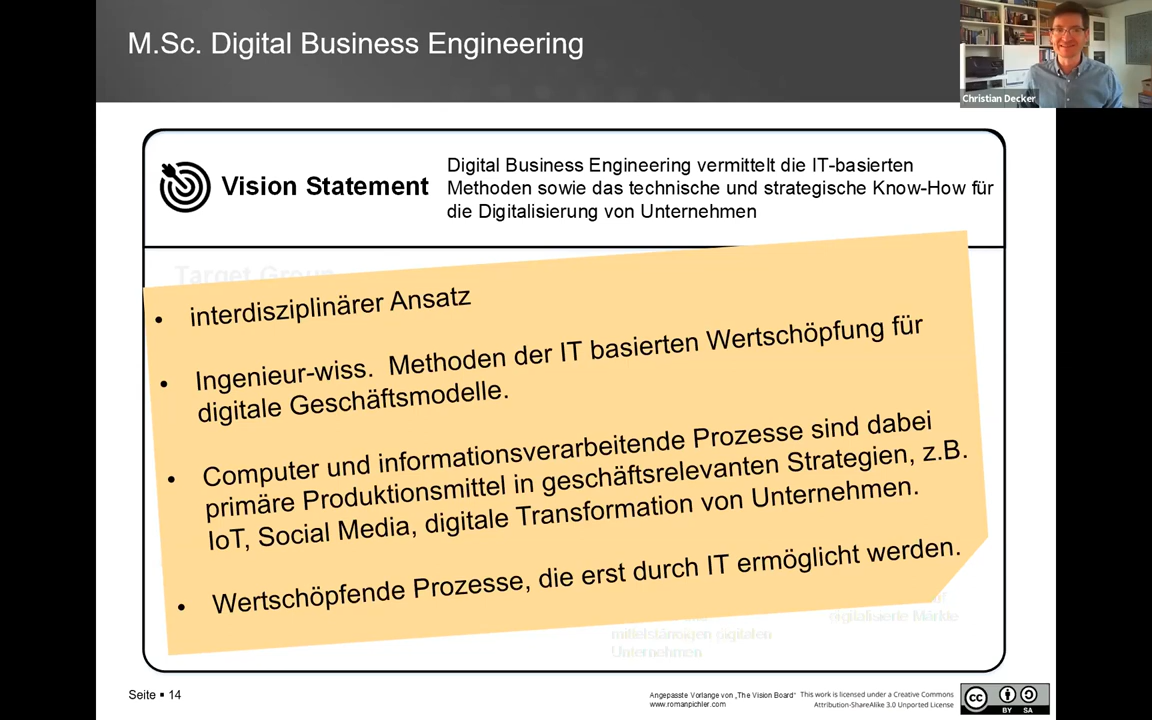 M.Sc. Digital Business Engineering
Christian Decker
Vision Statement
Digital Business Engineering vermittelt die IT-basierten
Methoden sowie das technische und strategische Know-How für
die Digitalisierung von Unternehmen
Target Group
• interdisziplinärer Ansatz
• Ingenieur-wiss. Methoden der IT basierten Wertschöpfung für
digitale Geschäftsmodelle.
• Computer und informationsverarbeitende Prozesse sind dabei
primäre Produktionsmittel in geschäftsrelevanten Strategien, z.B.
IoT, Social Media, digitale Transformation von Unternehmen.
• Wertschöpfende Prozesse, die erst durch IT ermöglicht werden.
digitalisierte Märkte
mittelständigen digitalen
Unternehmen
Seite ▪ 14
Angepasste Vorlange von „The Vision Board“
www.romanpichler.com
This work is licensed under a Creative Commons
Attribution-ShareAlike 3.0 Unported License
CC
BY SA